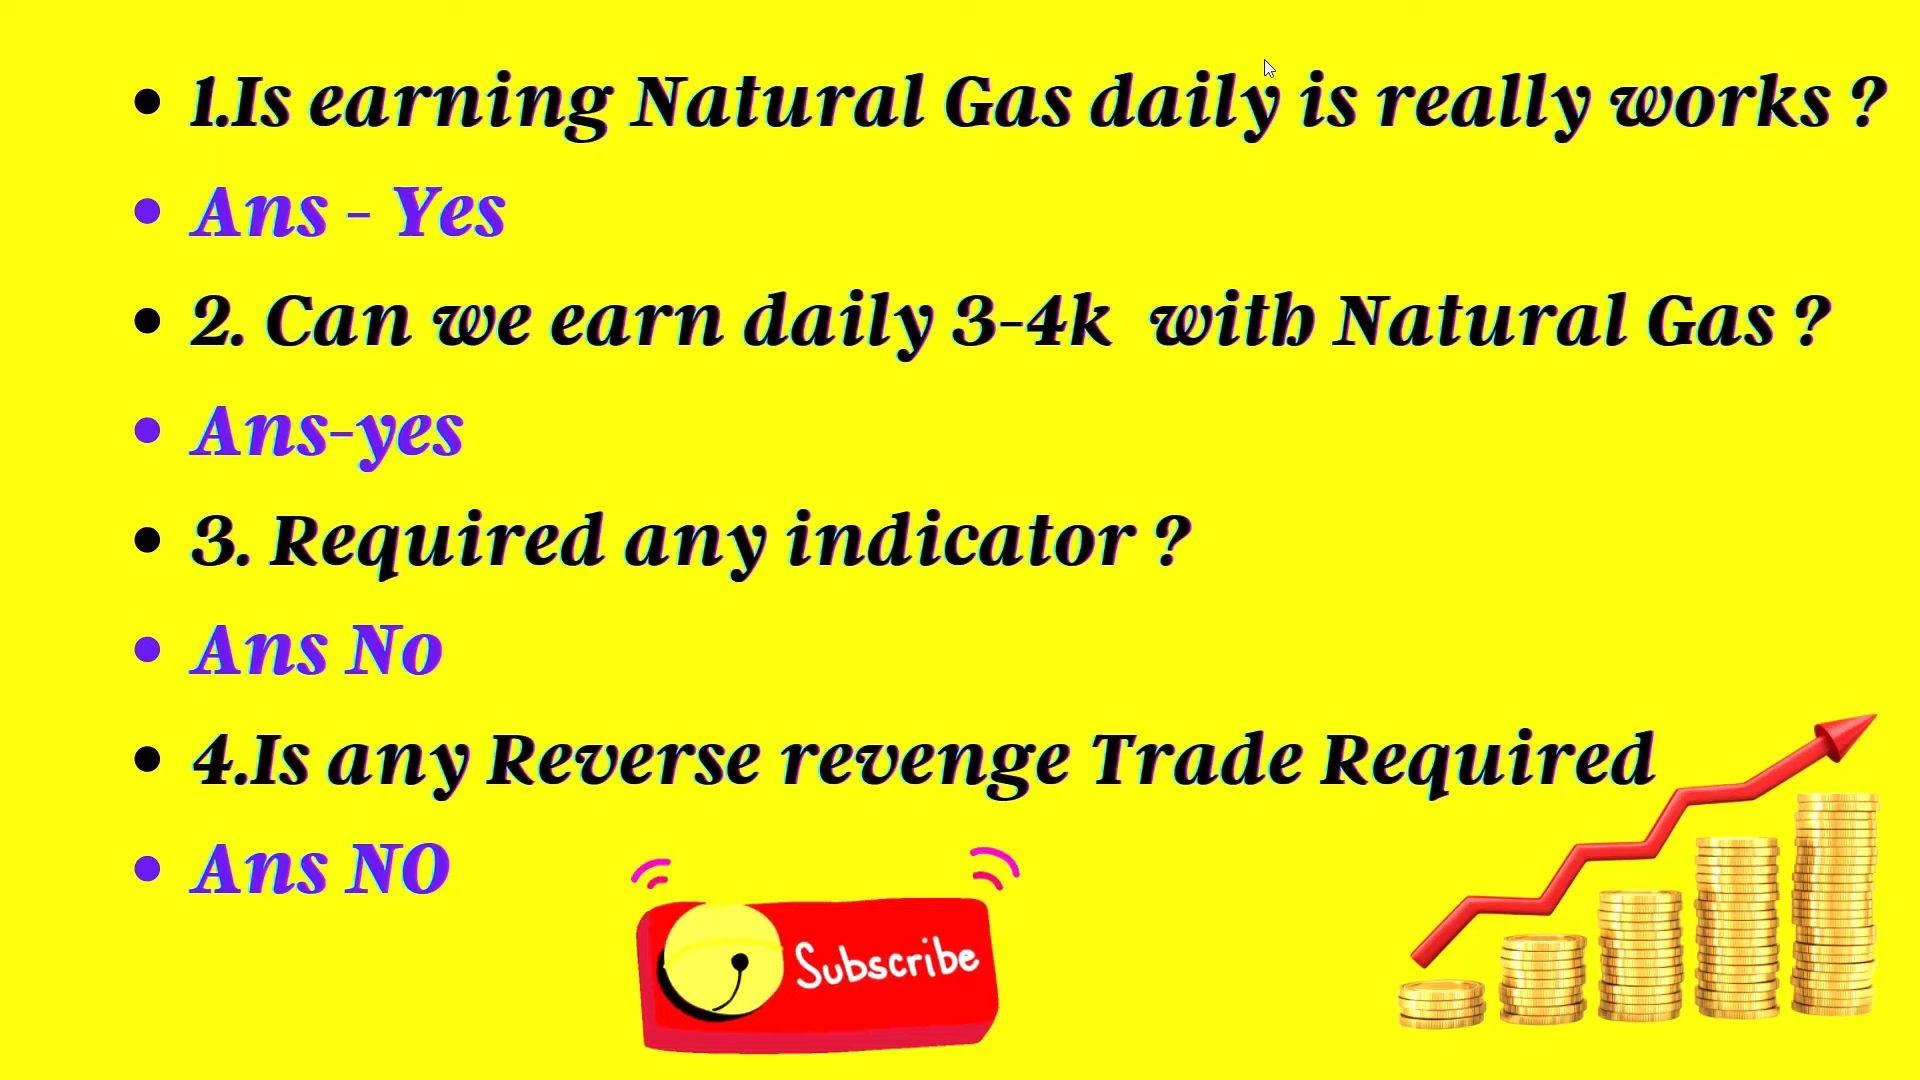 1.Is earning Natural Gas daily is really works ?
Ans - Yes
2. Can we earn daily 3-4k with Natural Gas ?
Ans-yes
3. Required any indicator ?
Ans No
4.Is any Reverse revenge Trade Required
Ans NO
Subscribe